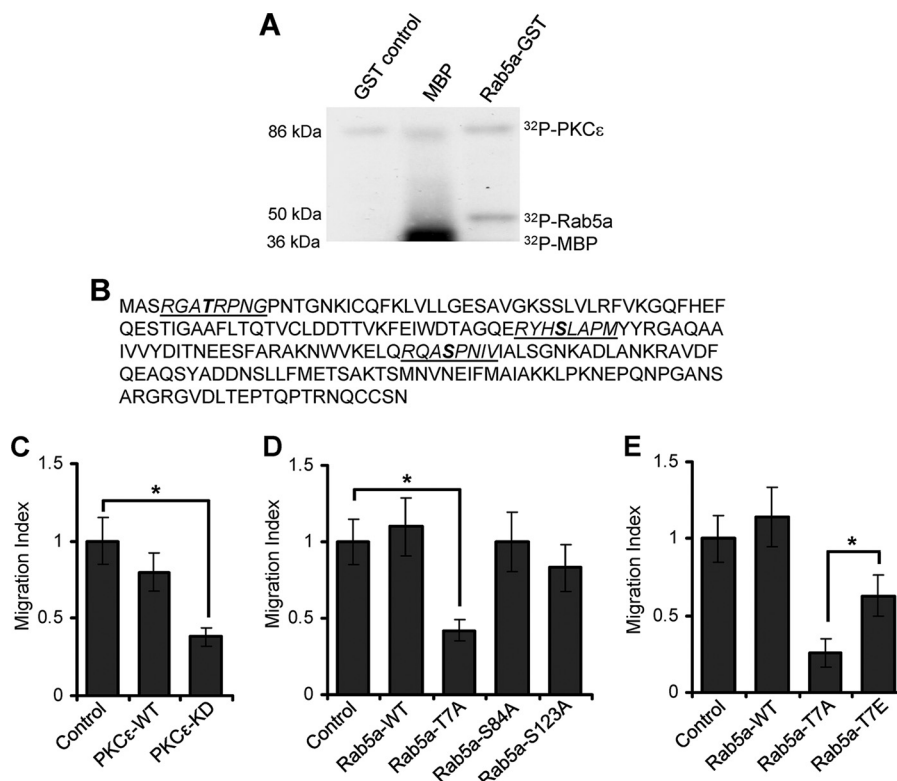 A
GST control
MBP
Rab5a-GST
86 kDa
32P-PKCε
50 kDa
32P-Rab5a
36 kDa
32P-MBP
B
MASRGATRPNGPNTGNKICQFKLVLLGESAVGKSSLVLRFVKGQFHEF
QESTIGAAFLTQTVCLDDTTVKFEIWDTAGQERYHSLAPMYYRGAQAA
IVVYDITNEESFARAKNWVKELQRQASPNIVIALSGNKADLANKRAVDF
QEAQSYADDNSLLFMETSAKTSMNVNEIFMAIAKKLPKNEPQNPGANS
ARGRGVDLTEPTQPTRNQCCSN
C
Migration Index
1.5
1
0.5
0
*
Control
PKCε-WT
PKCε-KD
D
Migration Index
1.5
1
0.5
0
*
Control
Rab5a-WT
Rab5a-T7A
Rab5a-S84A
Rab5a-S123A
E
Migration Index
1.5
1
0.5
0
*
Control
Rab5a-WT
Rab5a-T7A
Rab5a-T7E